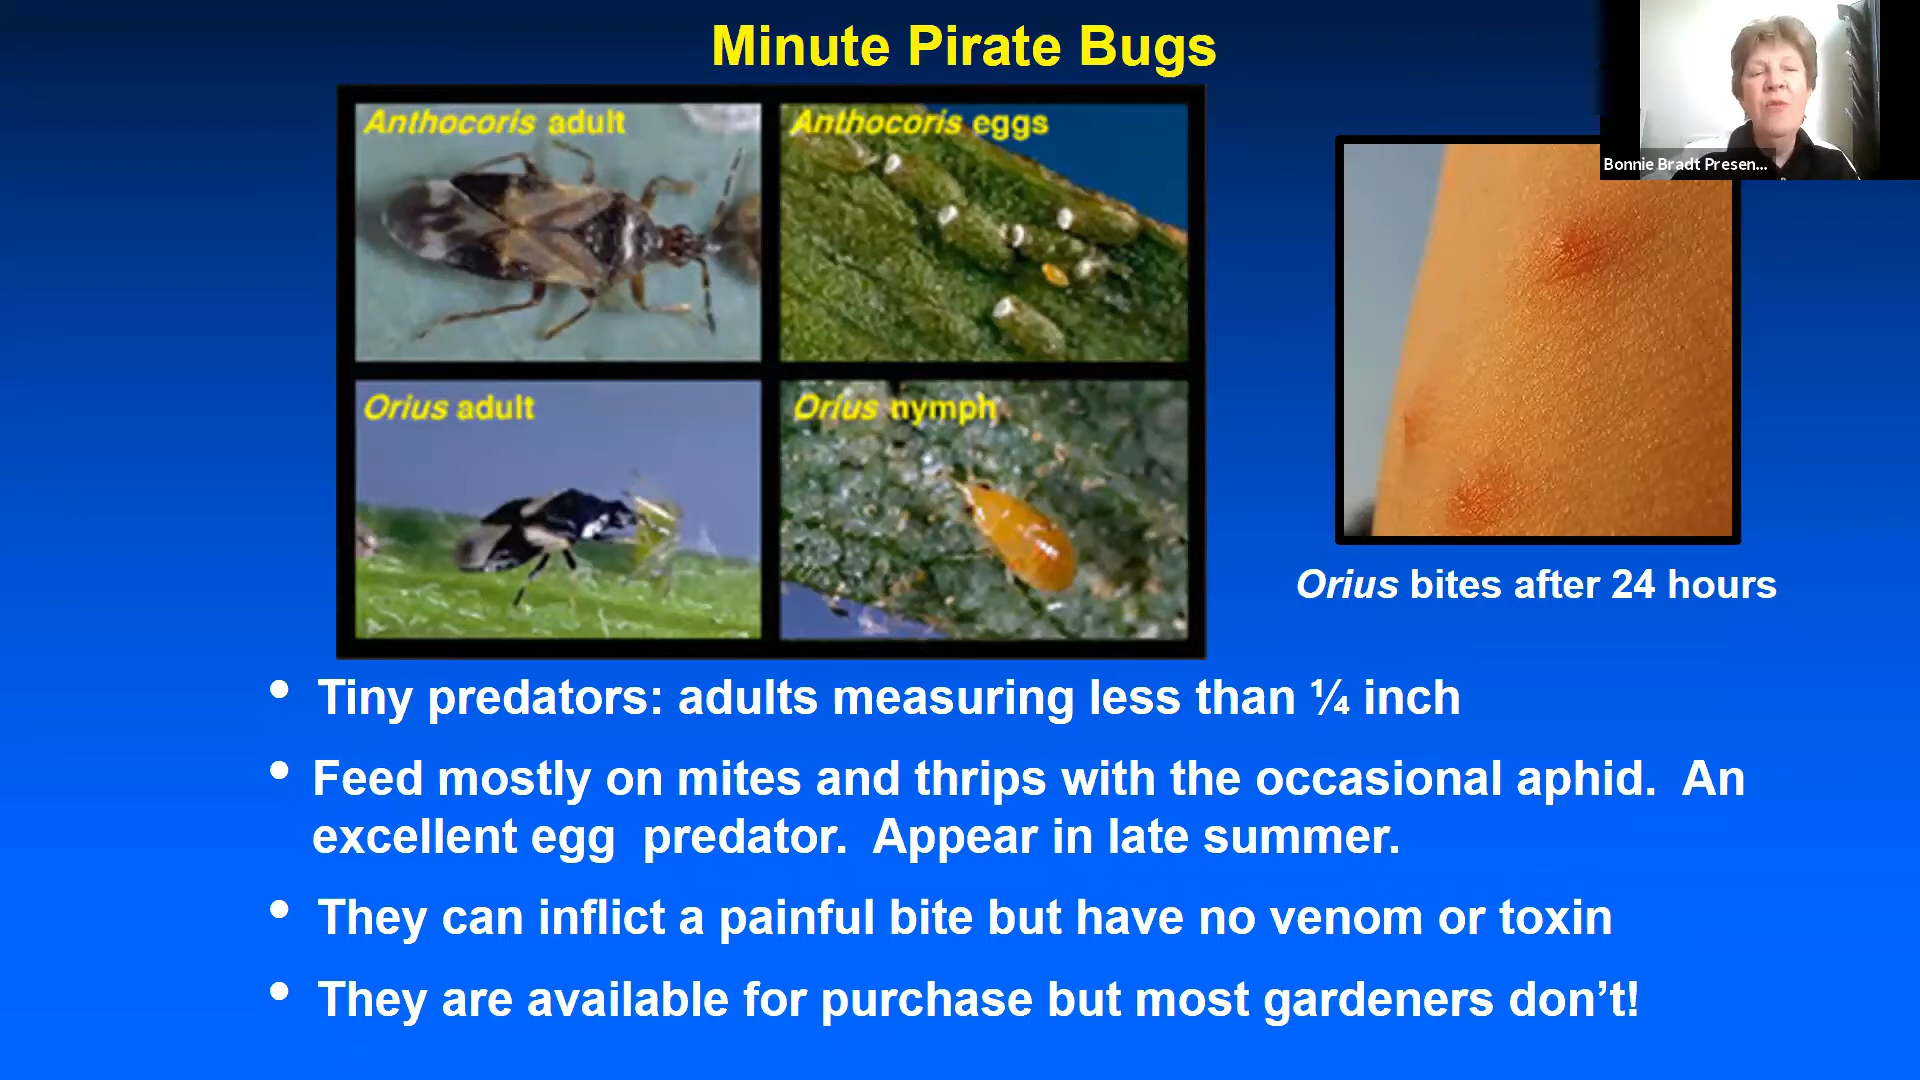 Minute Pirate Bugs
Anthocoris adult
Anthocoris eggs
Bonnie Bradt Presen...
Orius adult
Orius nymph
Orius bites after 24 hours
• Tiny predators: adults measuring less than ¼ inch
• Feed mostly on mites and thrips with the occasional aphid.  An
excellent egg  predator.  Appear in late summer.
• They can inflict a painful bite but have no venom or toxin
• They are available for purchase but most gardeners don’t!